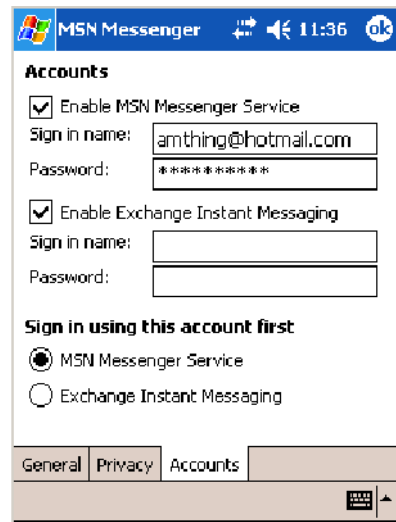 MSN Messenger 11:36 ok
Accounts
Enable MSN Messenger Service
Sign in name: amthing@hotmail.com
Password: **********
Enable Exchange Instant Messaging
Sign in name:
Password:
Sign in using this account first
MSN Messenger Service
Exchange Instant Messaging
General Privacy Accounts